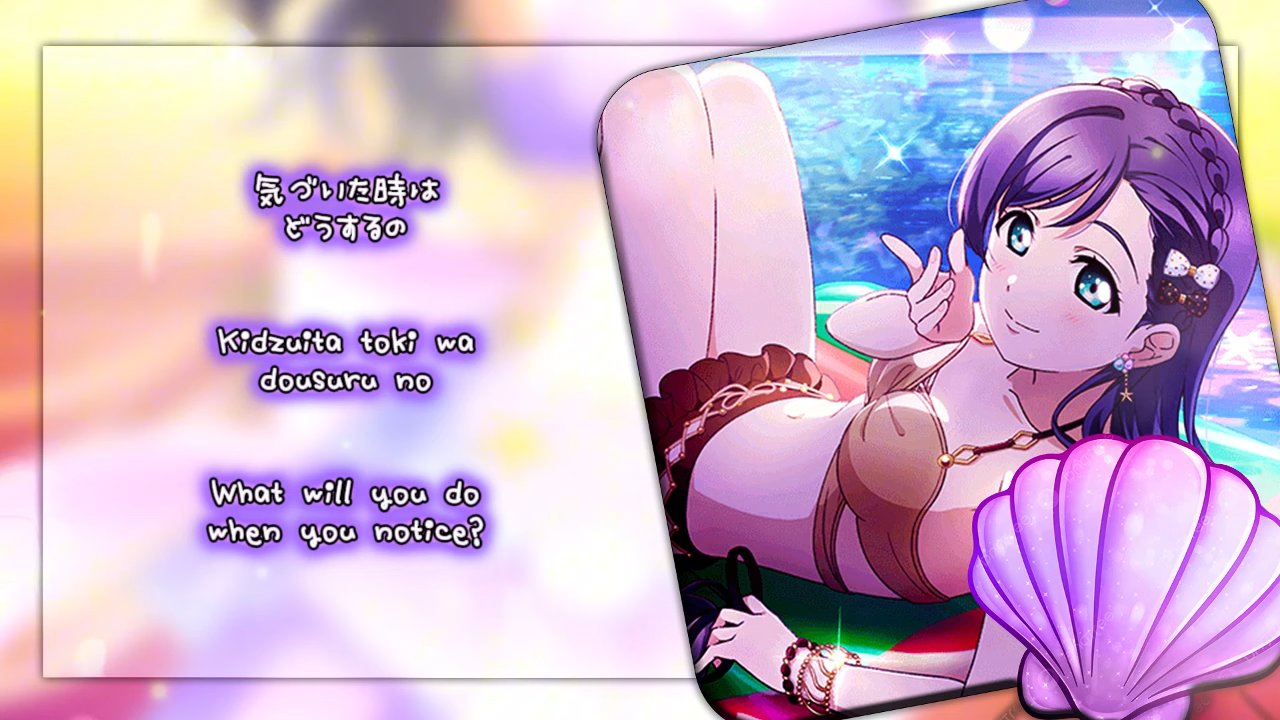 気づいた時は
どうするの
Kidzuita toki wa
dousuru no
What will you do
when you notice?